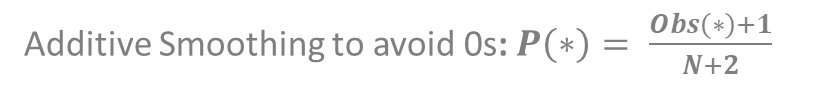 Additive Smoothing to avoid 0s: P(*) = Obs(*)+1 / N+2